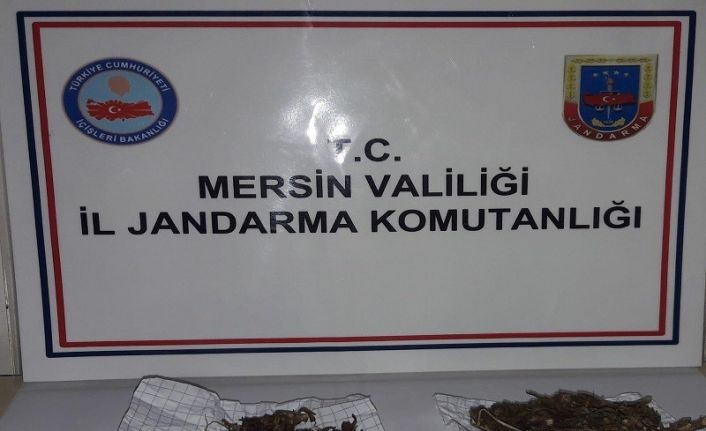 TÜRKİYE CUMHURİYETİ
İÇİŞLERİ BAKANLIĞI
JANDARMA
T.C.
MERSİN VALİLİĞİ
İL JANDARMA KOMUTANLIĞI